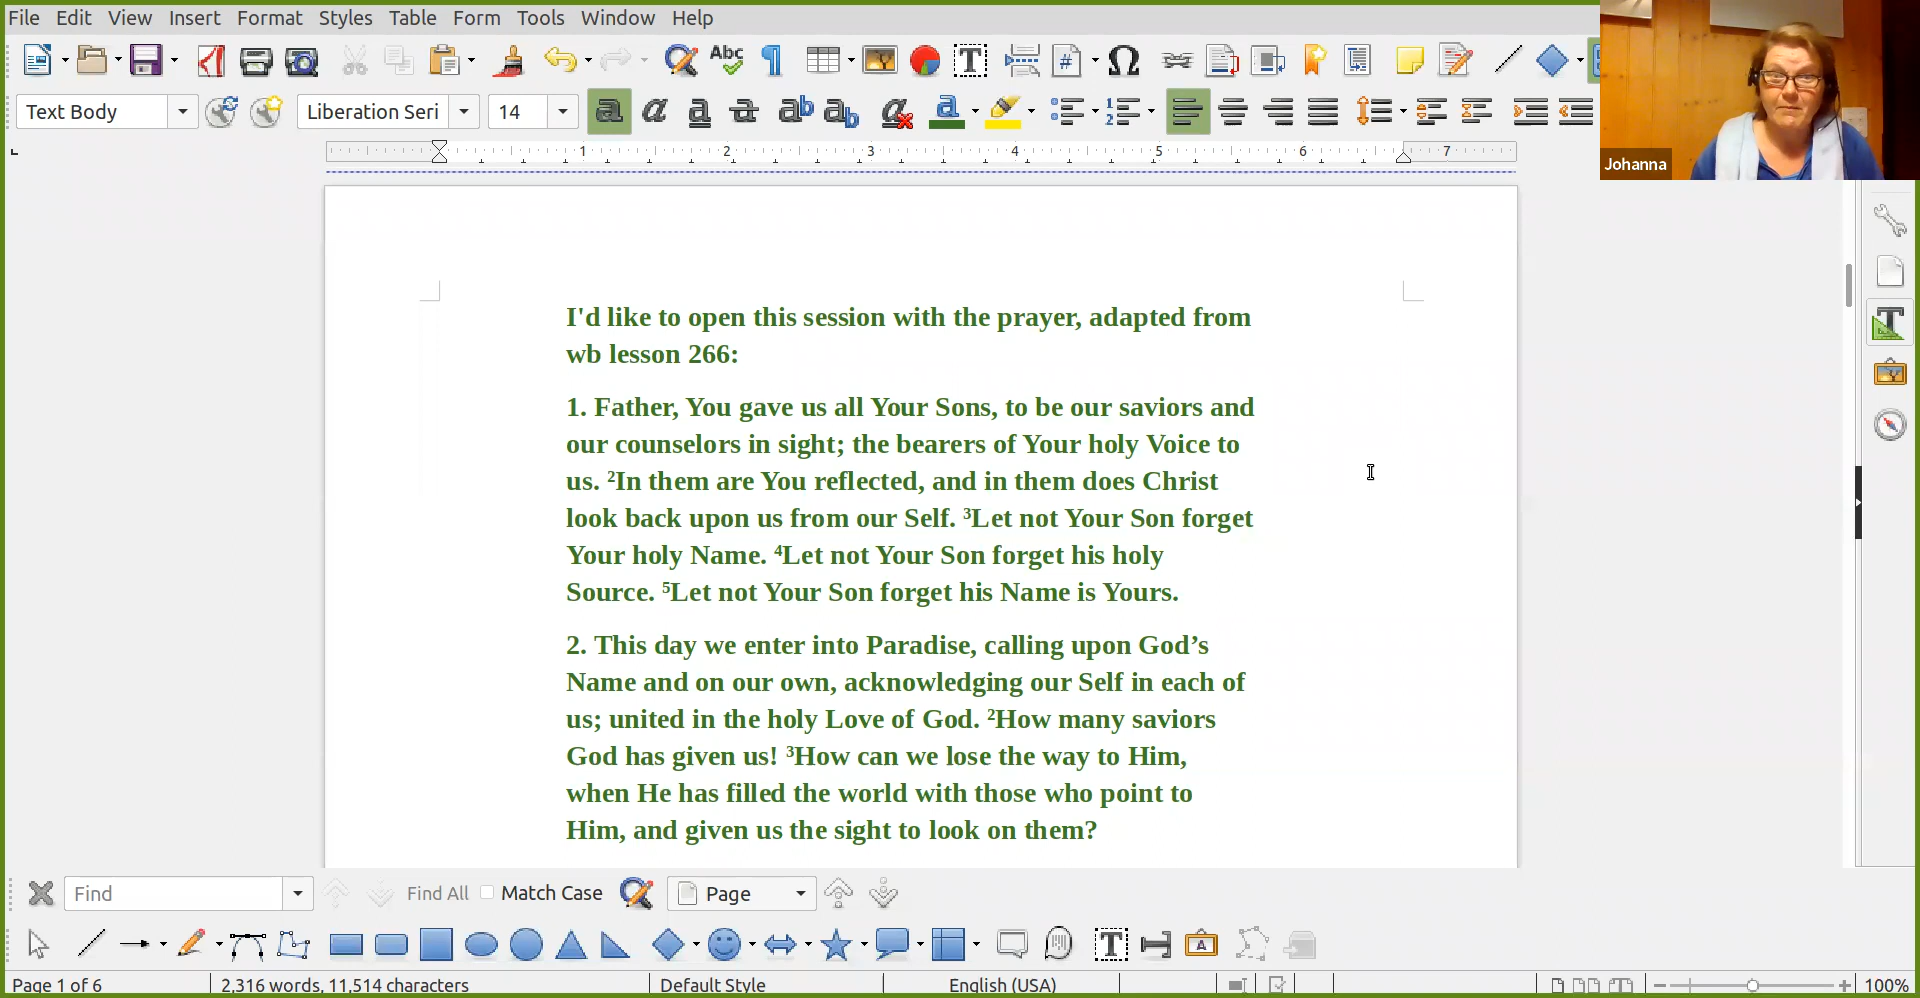 File Edit View Insert Format Styles Table Form Tools Window Help
Abc
Text Body Liberation Seri 14
1 2 3 4 5 6 7
Johanna
I'd like to open this session with the prayer, adapted from
wb lesson 266:
1. Father, You gave us all Your Sons, to be our saviors and
our counselors in sight; the bearers of Your holy Voice to
us. ²In them are You reflected, and in them does Christ
look back upon us from our Self. ³Let not Your Son forget
Your holy Name. ⁴Let not Your Son forget his holy
Source. ⁵Let not Your Son forget his Name is Yours.
2. This day we enter into Paradise, calling upon God’s
Name and on our own, acknowledging our Self in each of
us; united in the holy Love of God. ²How many saviors
God has given us! ³How can we lose the way to Him,
when He has filled the world with those who point to
Him, and given us the sight to look on them?
Find Find All Match Case Page
Page 1 of 6 2,316 words, 11,514 characters Default Style English (USA) 100%